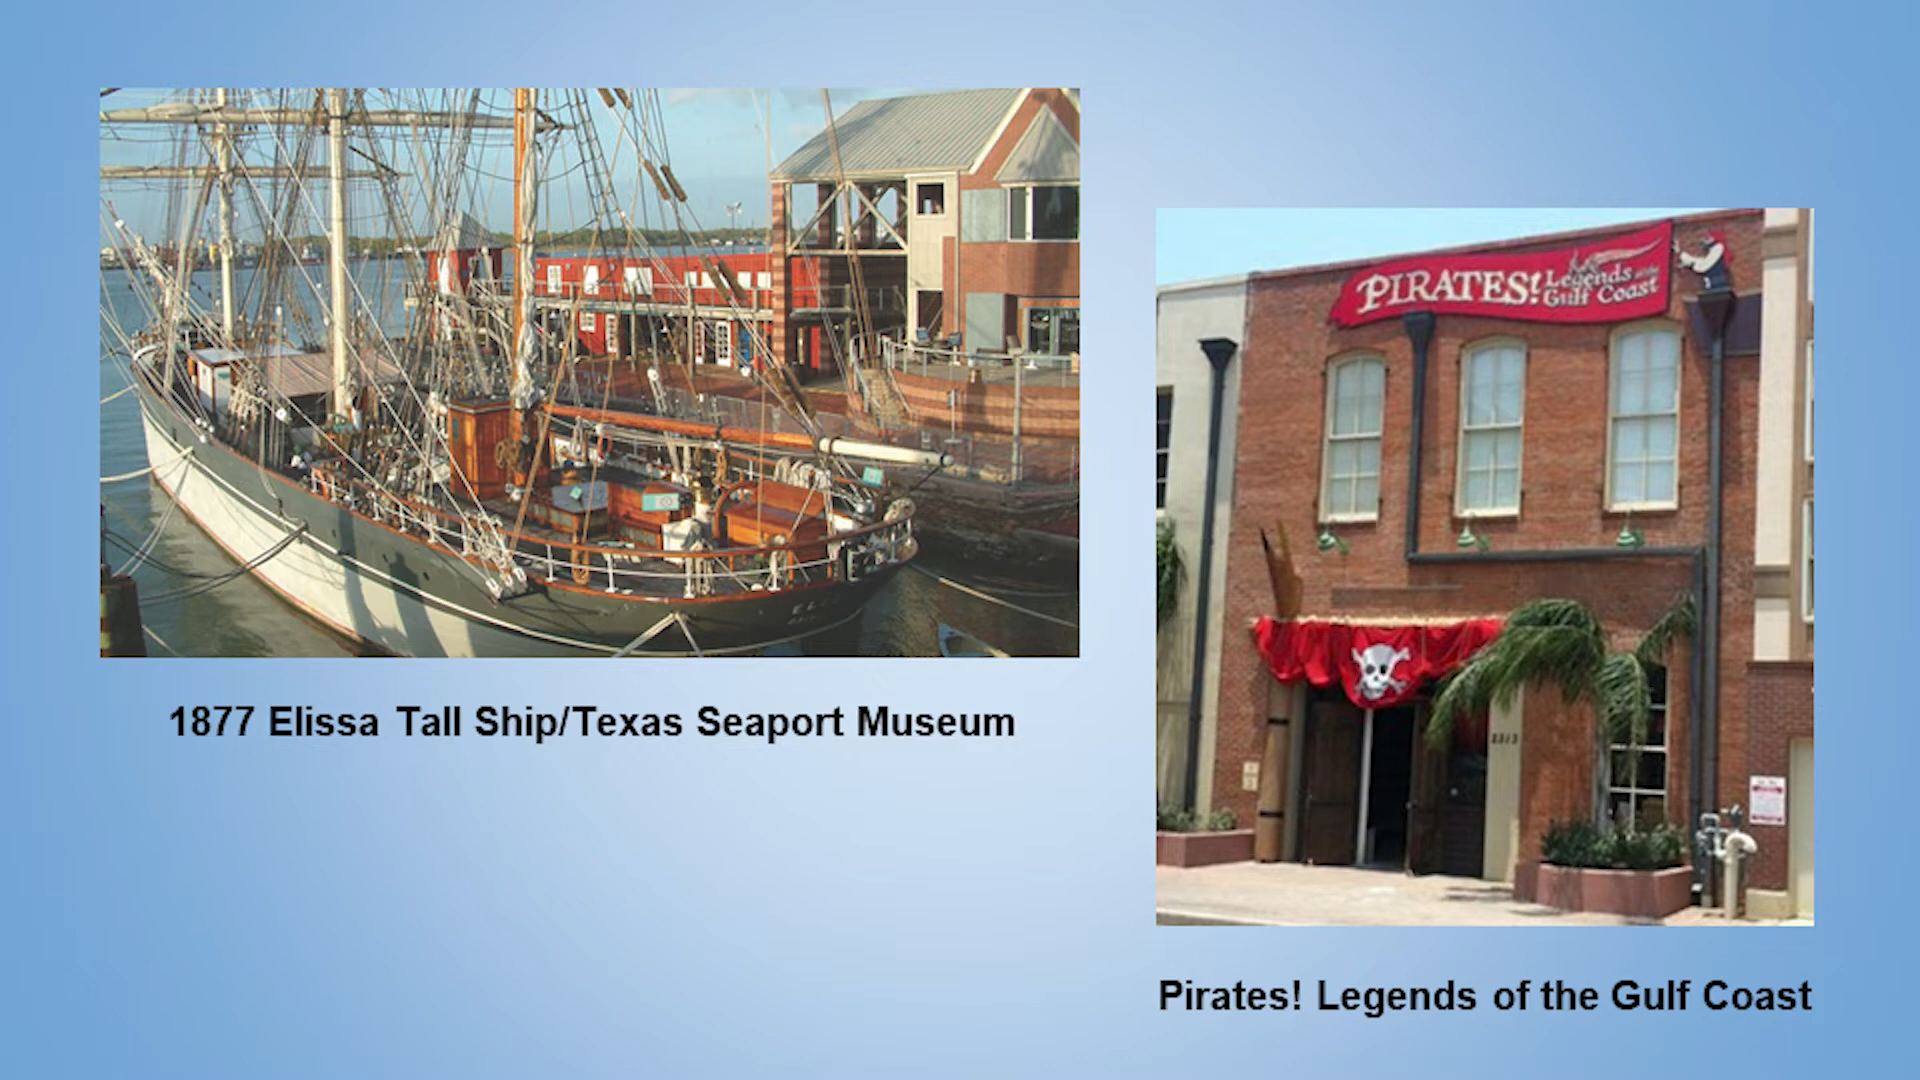 1877 Elissa Tall Ship/Texas Seaport Museum
PIRATES! Legends of the
Gulf Coast
2313
Pirates! Legends of the Gulf Coast